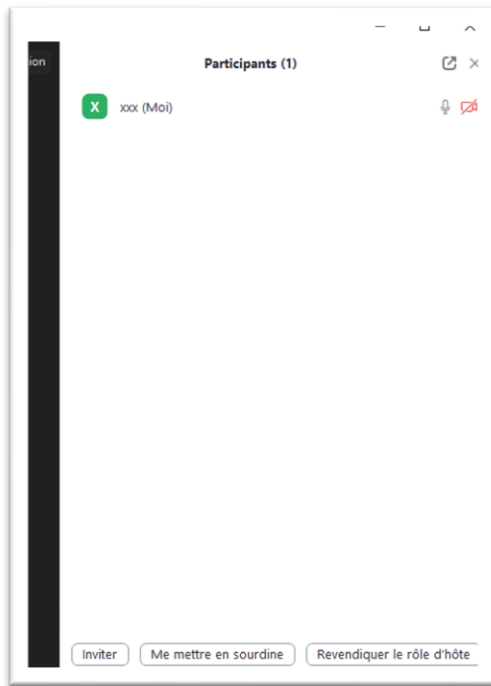 ion
Participants (1)
X xxx (Moi)
Inviter Me mettre en sourdine Revendiquer le rôle d'hôte